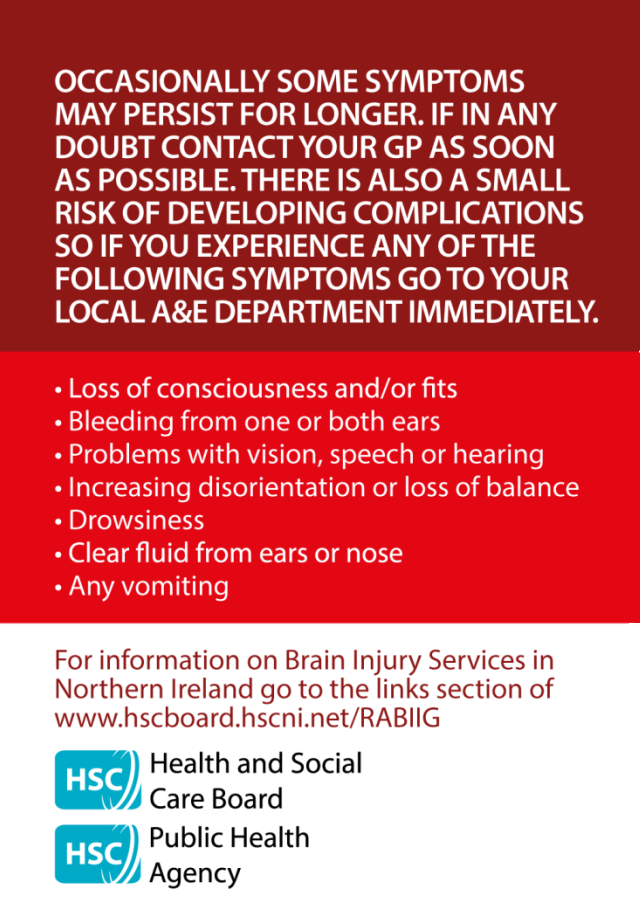 OCCASIONALLY SOME SYMPTOMS
MAY PERSIST FOR LONGER. IF IN ANY
DOUBT CONTACT YOUR GP AS SOON
AS POSSIBLE. THERE IS ALSO A SMALL
RISK OF DEVELOPING COMPLICATIONS
SO IF YOU EXPERIENCE ANY OF THE
FOLLOWING SYMPTOMS GO TO YOUR
LOCAL A&E DEPARTMENT IMMEDIATELY.
• Loss of consciousness and/or fits
• Bleeding from one or both ears
• Problems with vision, speech or hearing
• Increasing disorientation or loss of balance
• Drowsiness
• Clear fluid from ears or nose
• Any vomiting
For information on Brain Injury Services in
Northern Ireland go to the links section of
www.hscboard.hscni.net/RABIIG
HSC Health and Social
Care Board
HSC Public Health
Agency